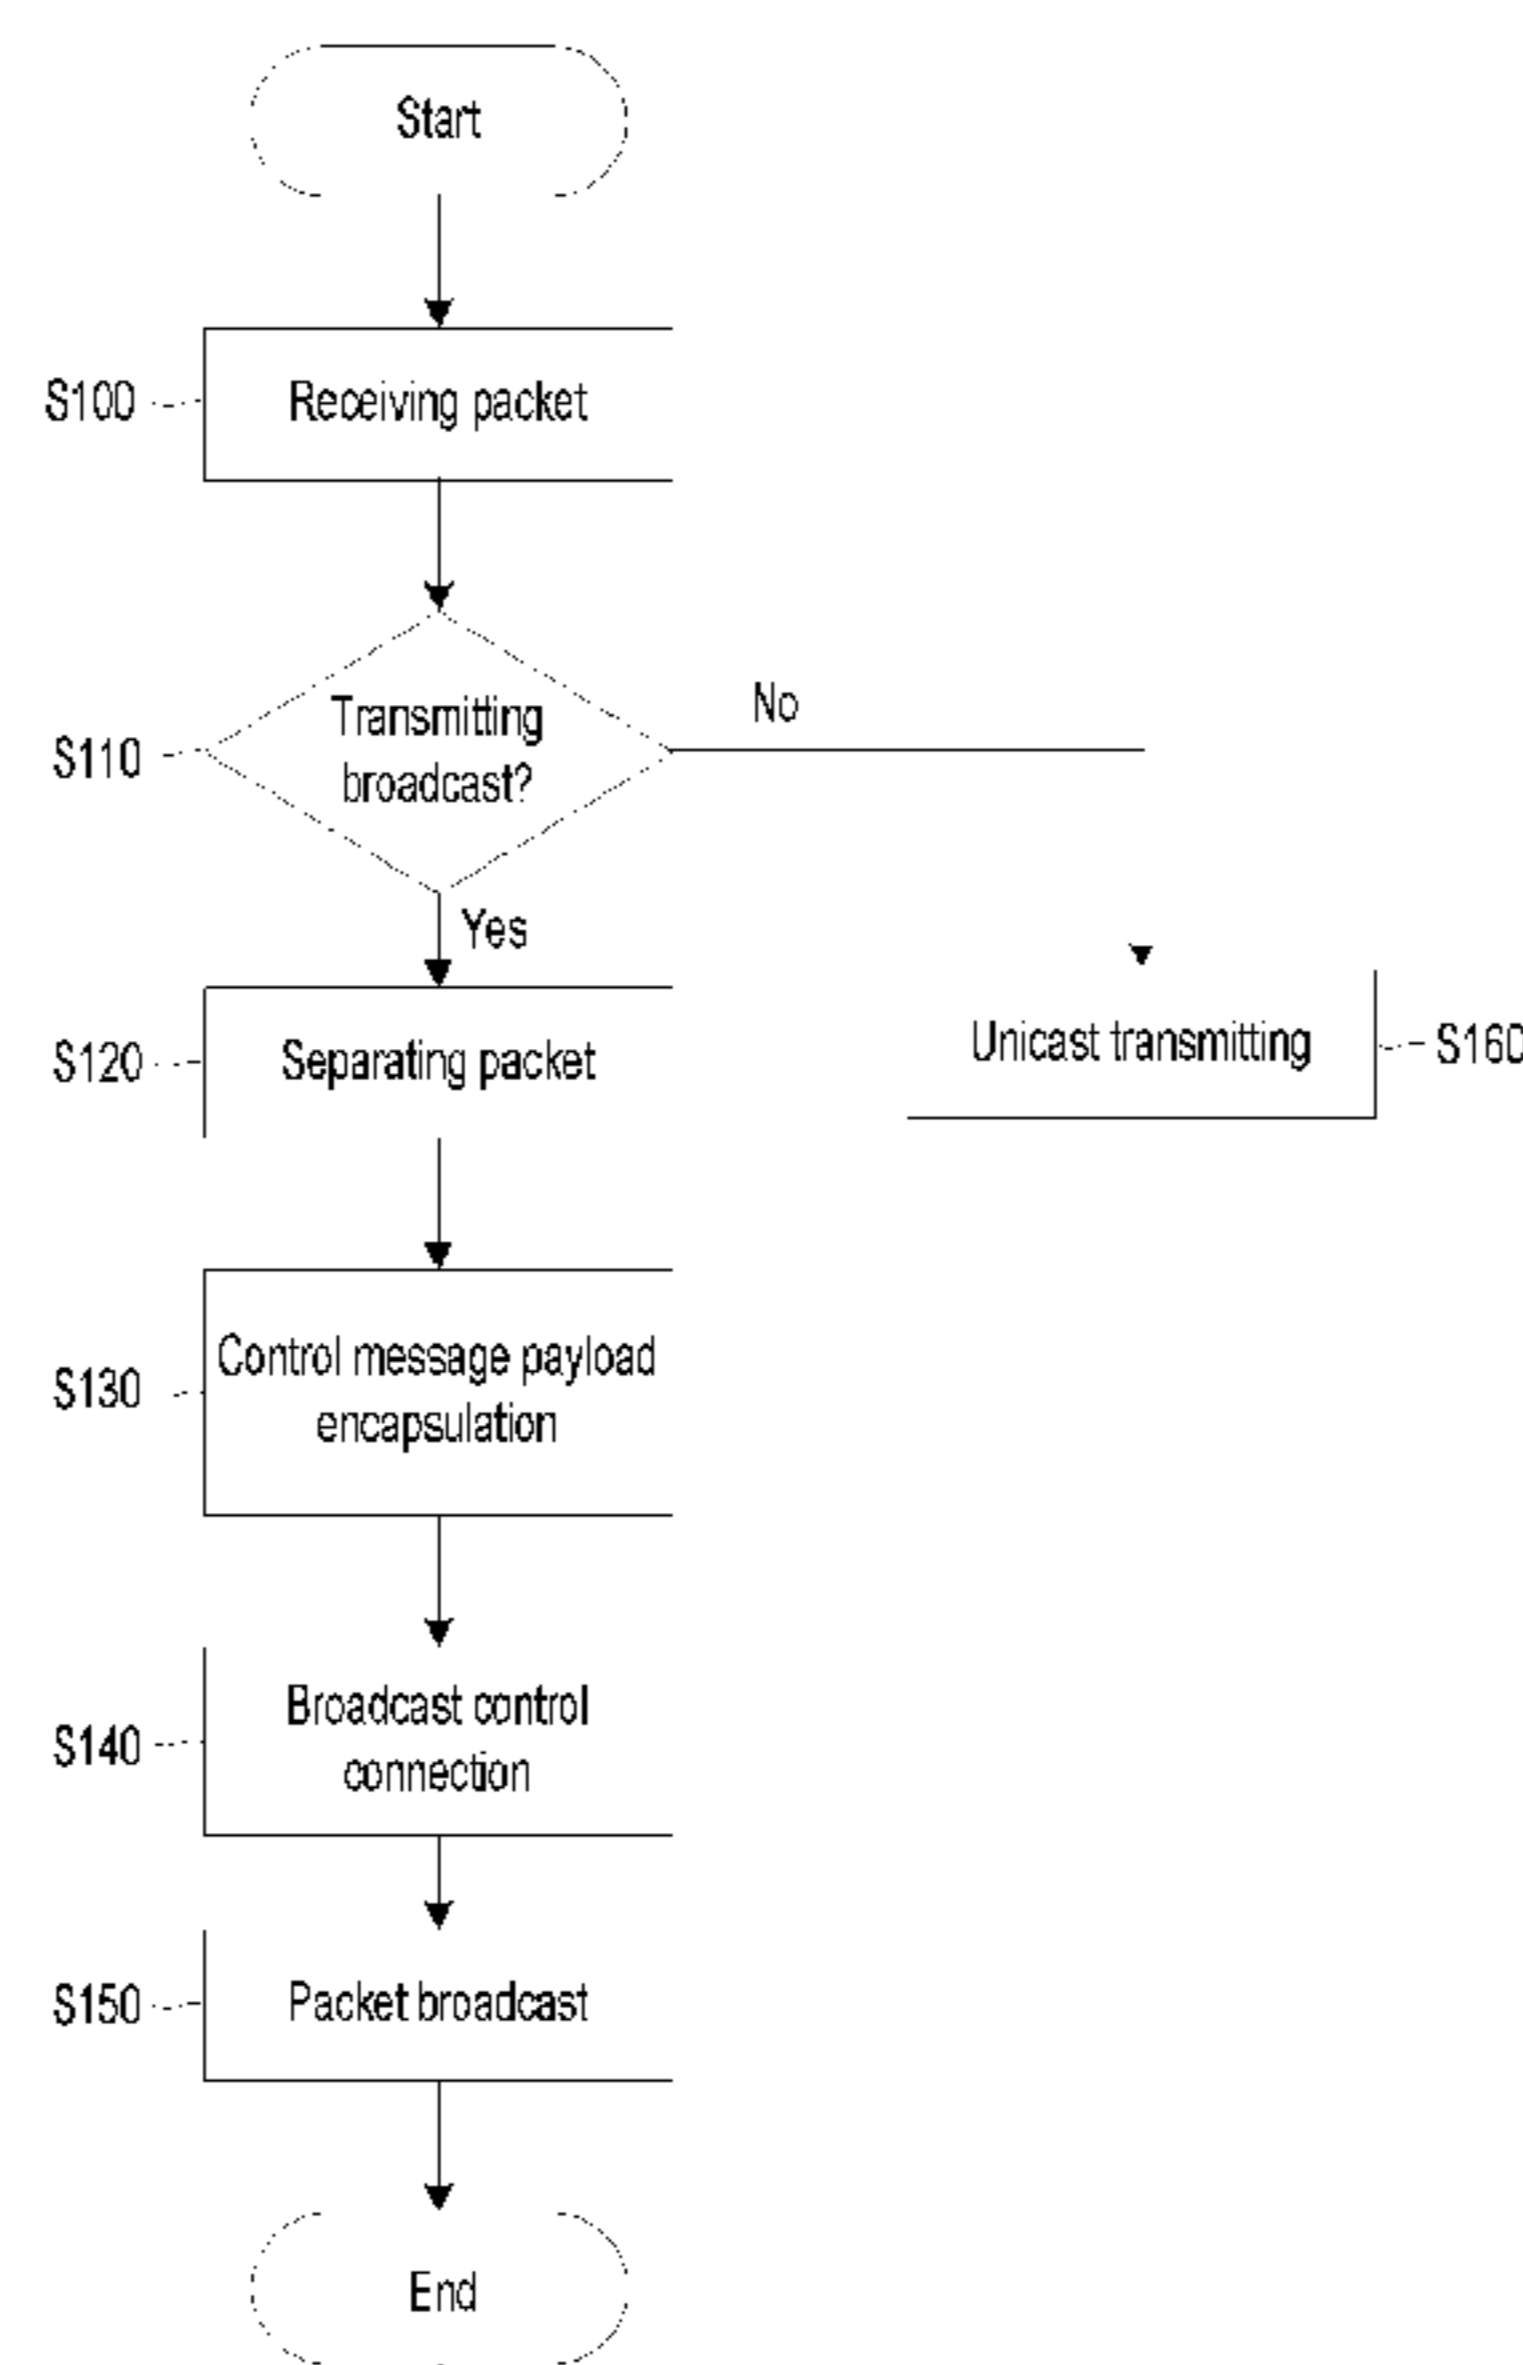 Start
S100
Receiving packet
No
S110
Transmitting
broadcast?
Yes
S120
Separating packet
Unicast transmitting
S160
S130
Control message payload
encapsulation
S140
Broadcast control
connection
S150
Packet broadcast
End